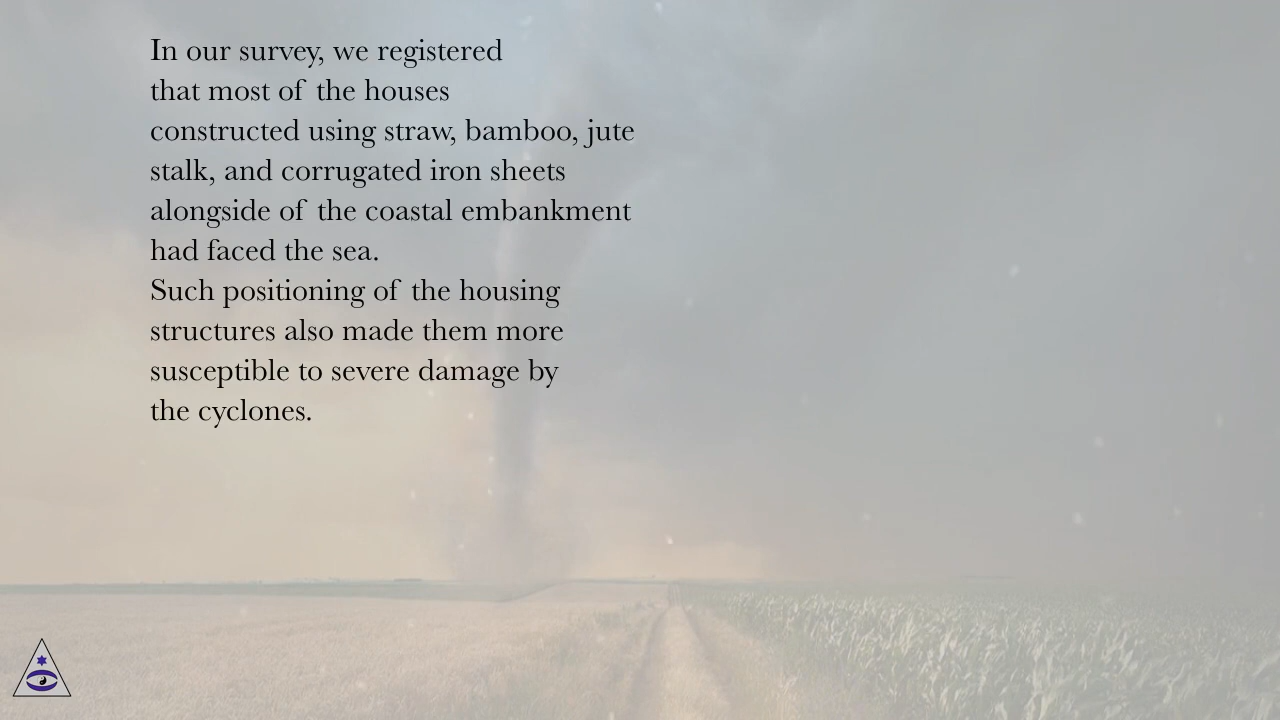 In our survey, we registered
that most of the houses
constructed using straw, bamboo, jute
stalk, and corrugated iron sheets
alongside of the coastal embankment
had faced the sea.
Such positioning of the housing
structures also made them more
susceptible to severe damage by
the cyclones.